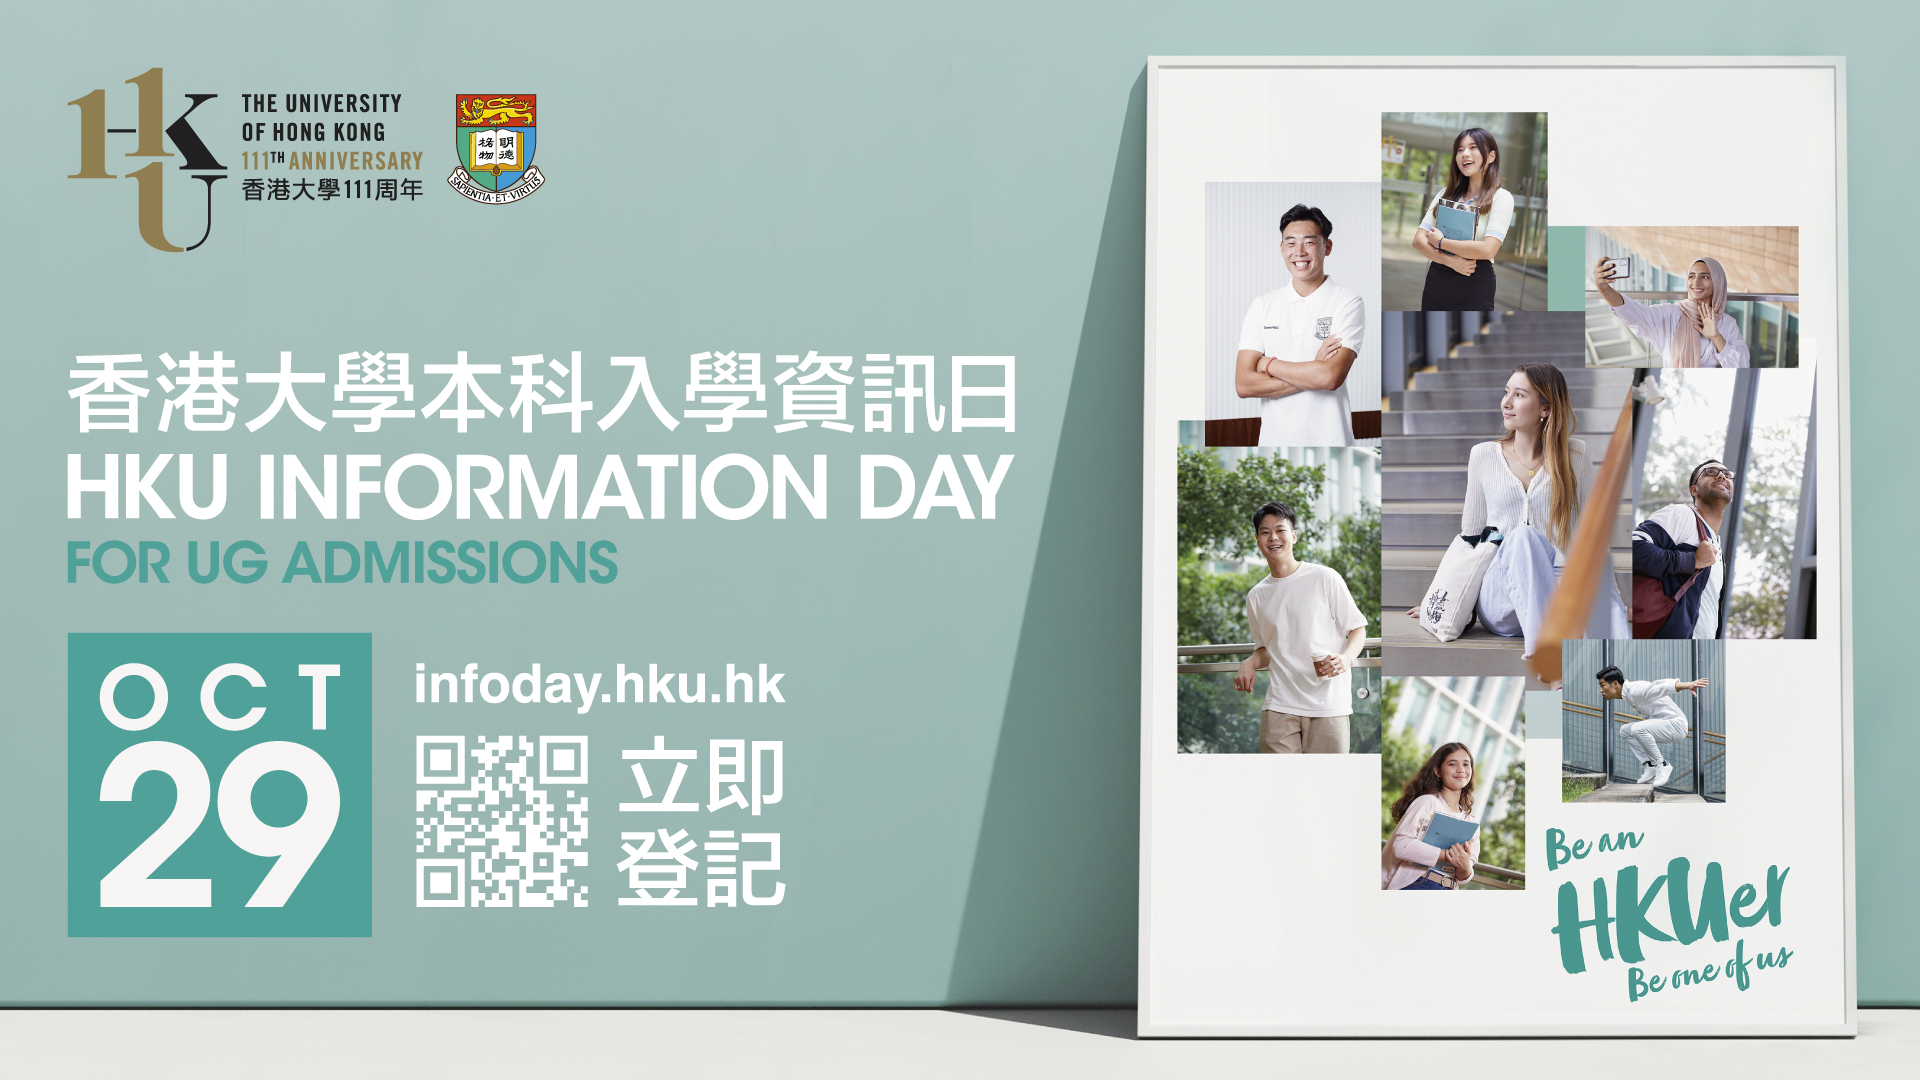 HKU
THE UNIVERSITY
OF HONG KONG
111TH ANNIVERSARY
香港大學111周年
明德
格物
SAPIENTIA·ET·VIRTUS
香港大學本科入學資訊日
HKU INFORMATION DAY
FOR UG ADMISSIONS
OCT
29
infoday.hku.hk
立即
登記
Be an
HKUer
Be one of us